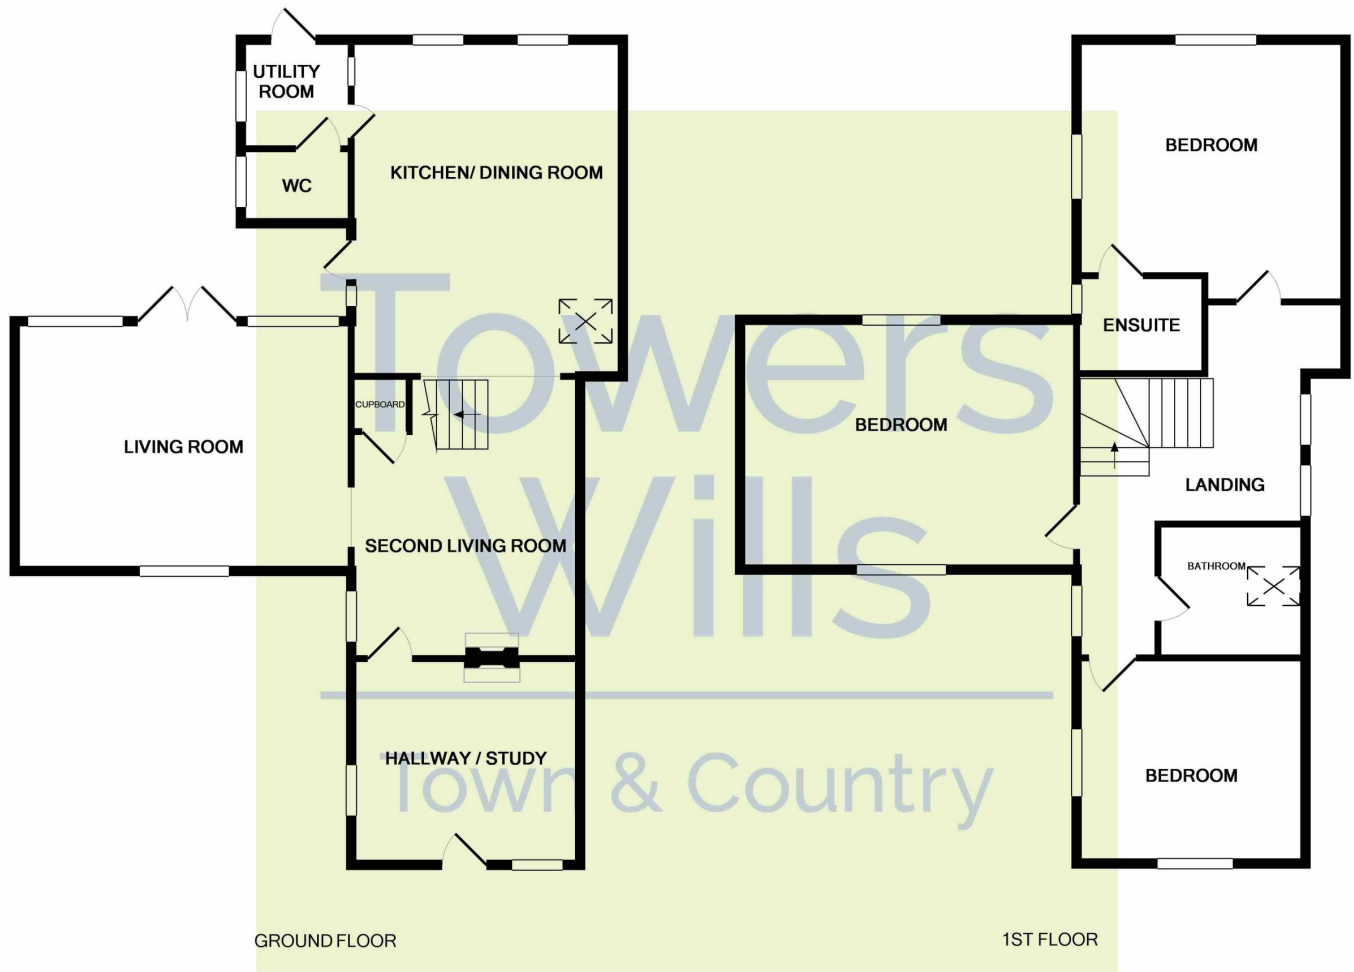 UTILITY
ROOM
WC
KITCHEN/ DINING ROOM
CUPBOARD
LIVING ROOM
SECOND LIVING ROOM
HALLWAY / STUDY
GROUND FLOOR
BEDROOM
ENSUITE
BEDROOM
LANDING
BATHROOM
BEDROOM
1ST FLOOR
Towers
Wills
Town & Country